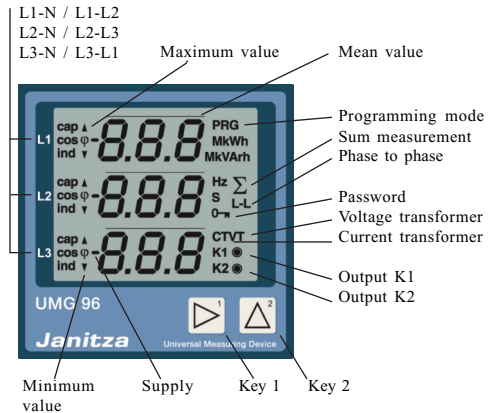 L1-N / L1-L2
L2-N / L2-L3
L3-N / L3-L1
Maximum value
Mean value
Programming mode
Sum measurement
Phase to phase
Password
Voltage transformer
Current transformer
Output K1
Output K2
L1
cap ▲
cos φ
ind ▼
-8.8.8
PRG
MkWh
MkVArh
L2
cap ▲
cos φ
ind ▼
-8.8.8
Hz ∑
S L-L
L3
cap ▲
cos φ
ind ▼
-8.8.8
CTVT
K1
K2
UMG 96
1
2
Janitza
Universal Measuring Device
Minimum
value
Supply
Key 1
Key 2